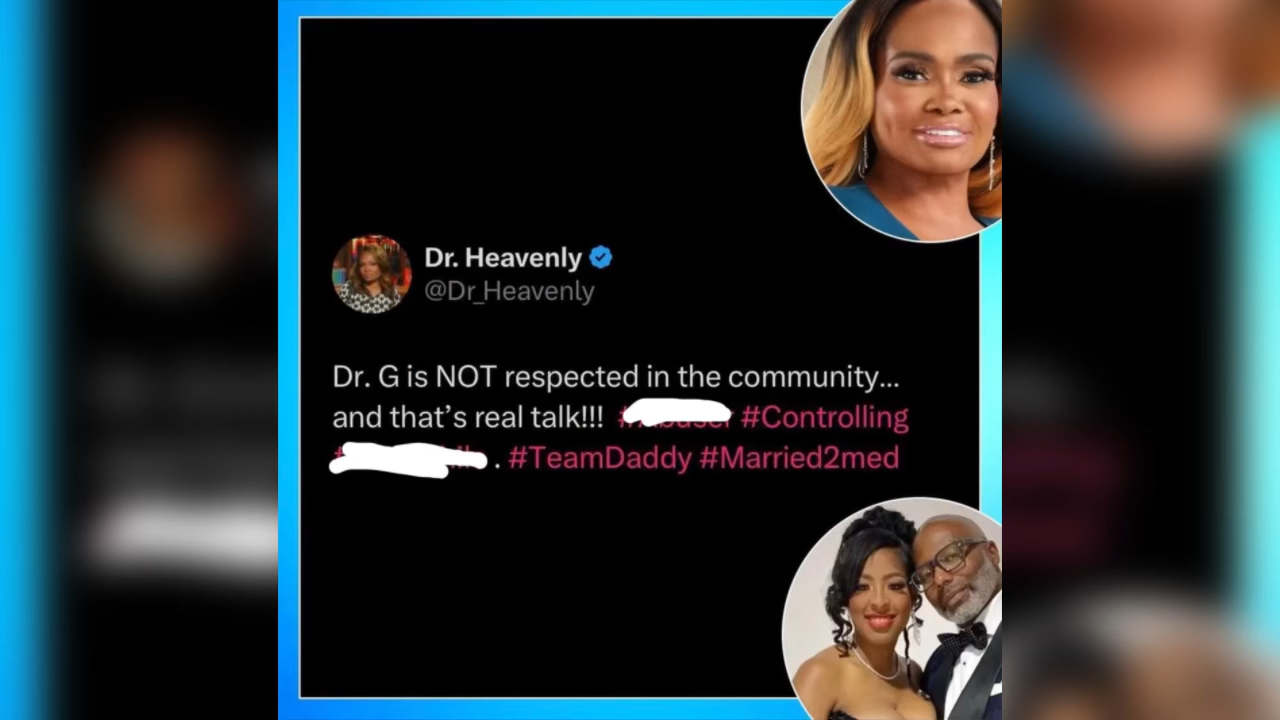 Dr. Heavenly
@Dr_Heavenly
Dr. G is NOT respected in the community...
and that's real talk!!! #Controlling
. #TeamDaddy #Married2med